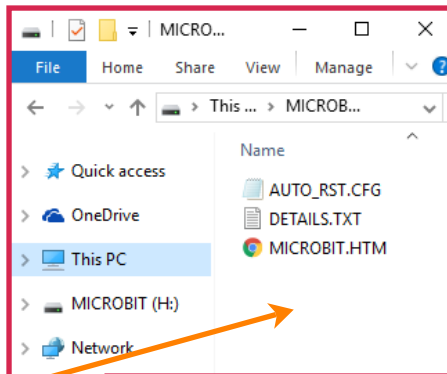 MICRO...
File Home Share View Manage
This ... > MICROB...
Name
Quick access
AUTO_RST.CFG
OneDrive
DETAILS.TXT
This PC
MICROBIT.HTM
MICROBIT (H:)
Network